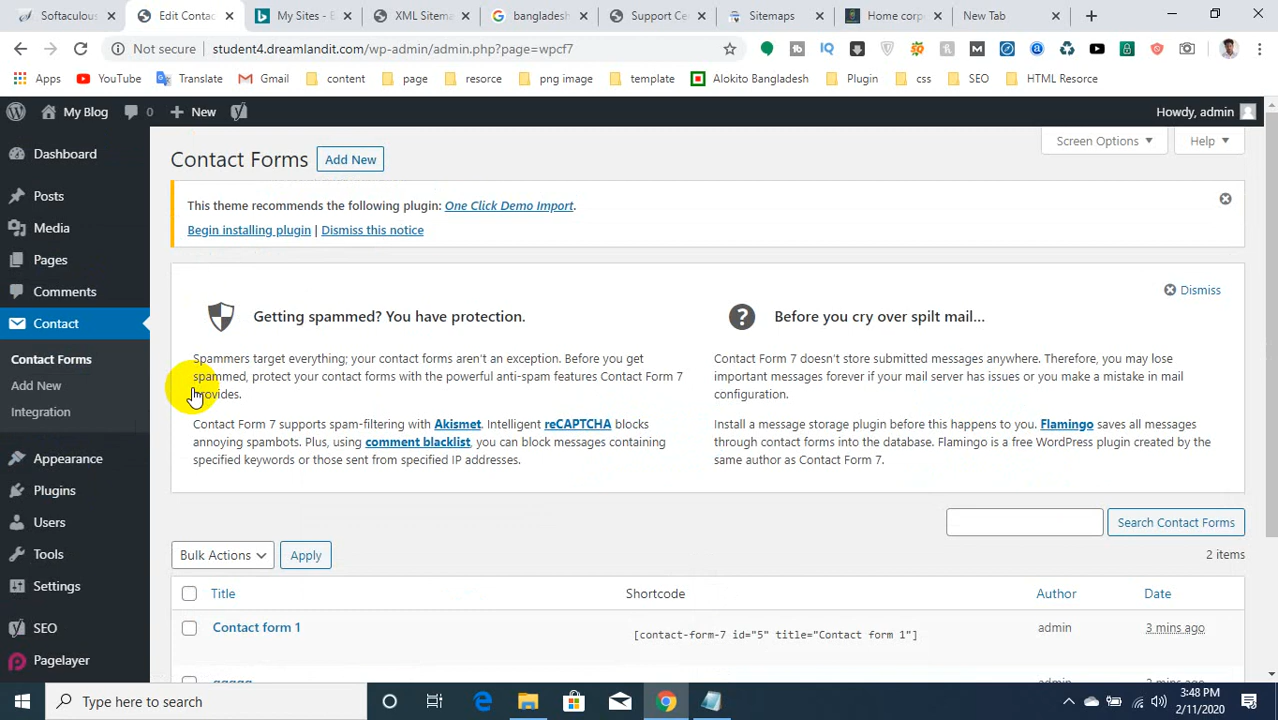 Softaculous
Edit Contac
My Sites - E
XML Sitema
bangladesh
Support Ce
Sitemaps
Home corp
New Tab
Not secure
student4.dreamlandit.com/wp-admin/admin.php?page=wpcf7
Apps
YouTube
Translate
Gmail
content
page
resorce
png image
template
Alokito Bangladesh
Plugin
css
SEO
HTML Resorce
My Blog
0
New
Howdy, admin
Dashboard
Posts
Media
Pages
Comments
Contact
Contact Forms
Add New
Integration
Appearance
Plugins
Users
Tools
Settings
SEO
Pagelayer
Screen Options
Help
Contact Forms
Add New
This theme recommends the following plugin: One Click Demo Import.
Begin installing plugin | Dismiss this notice
Dismiss
Getting spammed? You have protection.
Spammers target everything; your contact forms aren't an exception. Before you get
spammed, protect your contact forms with the powerful anti-spam features Contact Form 7
provides.
Contact Form 7 supports spam-filtering with Akismet. Intelligent reCAPTCHA blocks
annoying spambots. Plus, using comment blacklist, you can block messages containing
specified keywords or those sent from specified IP addresses.
Before you cry over spilt mail…
Contact Form 7 doesn't store submitted messages anywhere. Therefore, you may lose
important messages forever if your mail server has issues or you make a mistake in mail
configuration.
Install a message storage plugin before this happens to you. Flamingo saves all messages
through contact forms into the database. Flamingo is a free WordPress plugin created by the
same author as Contact Form 7.
Search Contact Forms
Bulk Actions
Apply
2 items
Title
Shortcode
Author
Date
Contact form 1
[contact-form-7 id="5" title="Contact form 1"]
admin
3 mins ago
Type here to search
3:48 PM
2/11/2020